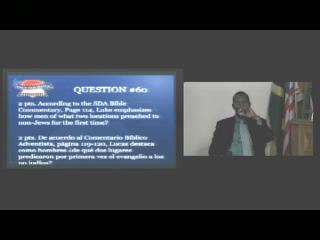 QUESTION #60
2 pts. According to the SDA Bible
Commentary, Page 114, Luke emphasizes
how men of what two locations preached to
non-Jews for the first time?
2 pts. De acuerdo al Comentario Bíblico
Adventista, página 119-120, Lucas destaca
como hombres ¿de qué dos lugares
predicaron por primera vez el evangelio a los
no judíos?